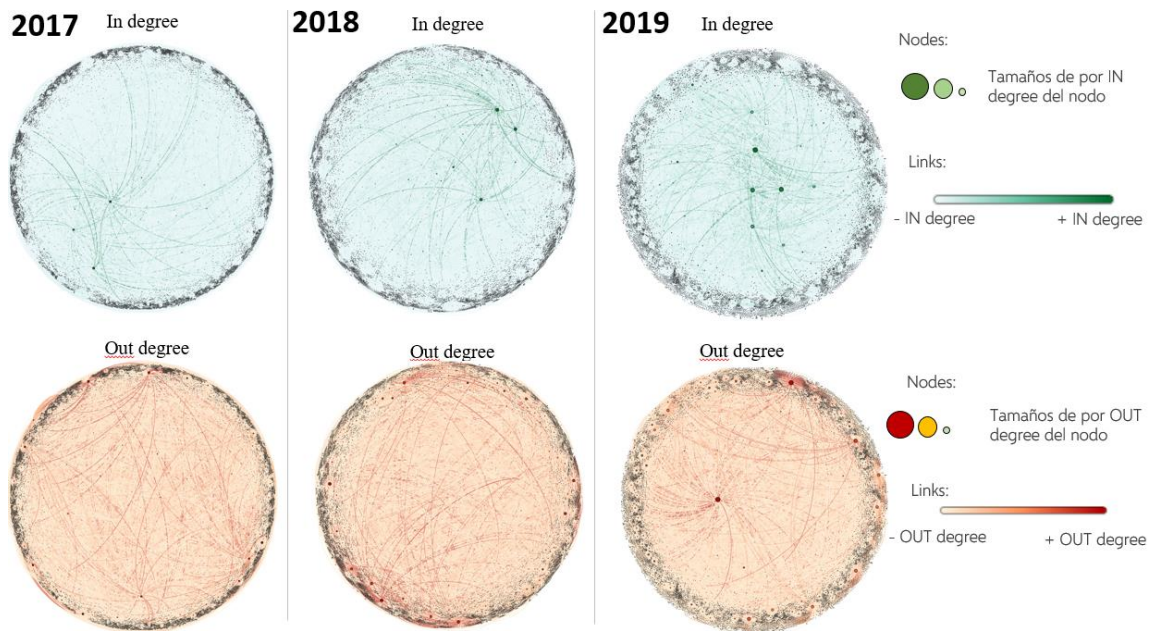 2017
In degree
2018
In degree
2019
In degree
Nodes:
Tamaños de por IN
degree del nodo
Links:
- IN degree
+ IN degree
Out degree
Out degree
Out degree
Nodes:
Tamaños de por OUT
degree del nodo
Links:
- OUT degree
+ OUT degree